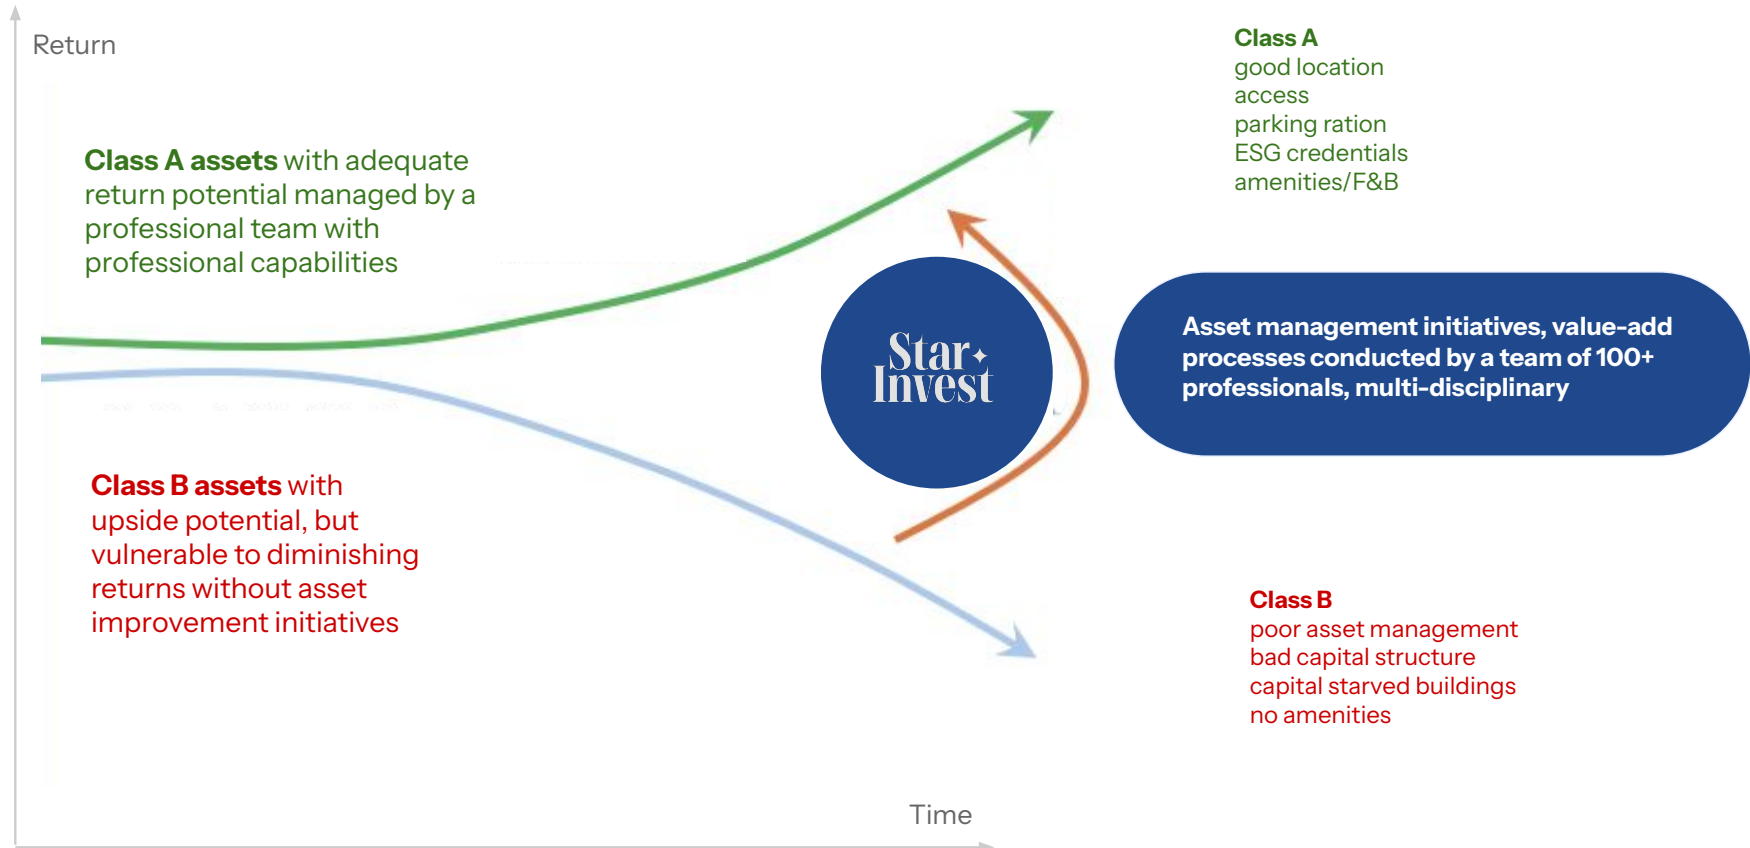 Return
Class A assets with adequate
return potential managed by a
professional team with
professional capabilities
Class B assets with
upside potential, but
vulnerable to diminishing
returns without asset
improvement initiatives
Star
Invest
Class A
good location
access
parking ration
ESG credentials
amenities/F&B
Asset management initiatives, value-add
processes conducted by a team of 100+
professionals, multi-disciplinary
Class B
poor asset management
bad capital structure
capital starved buildings
no amenities
Time